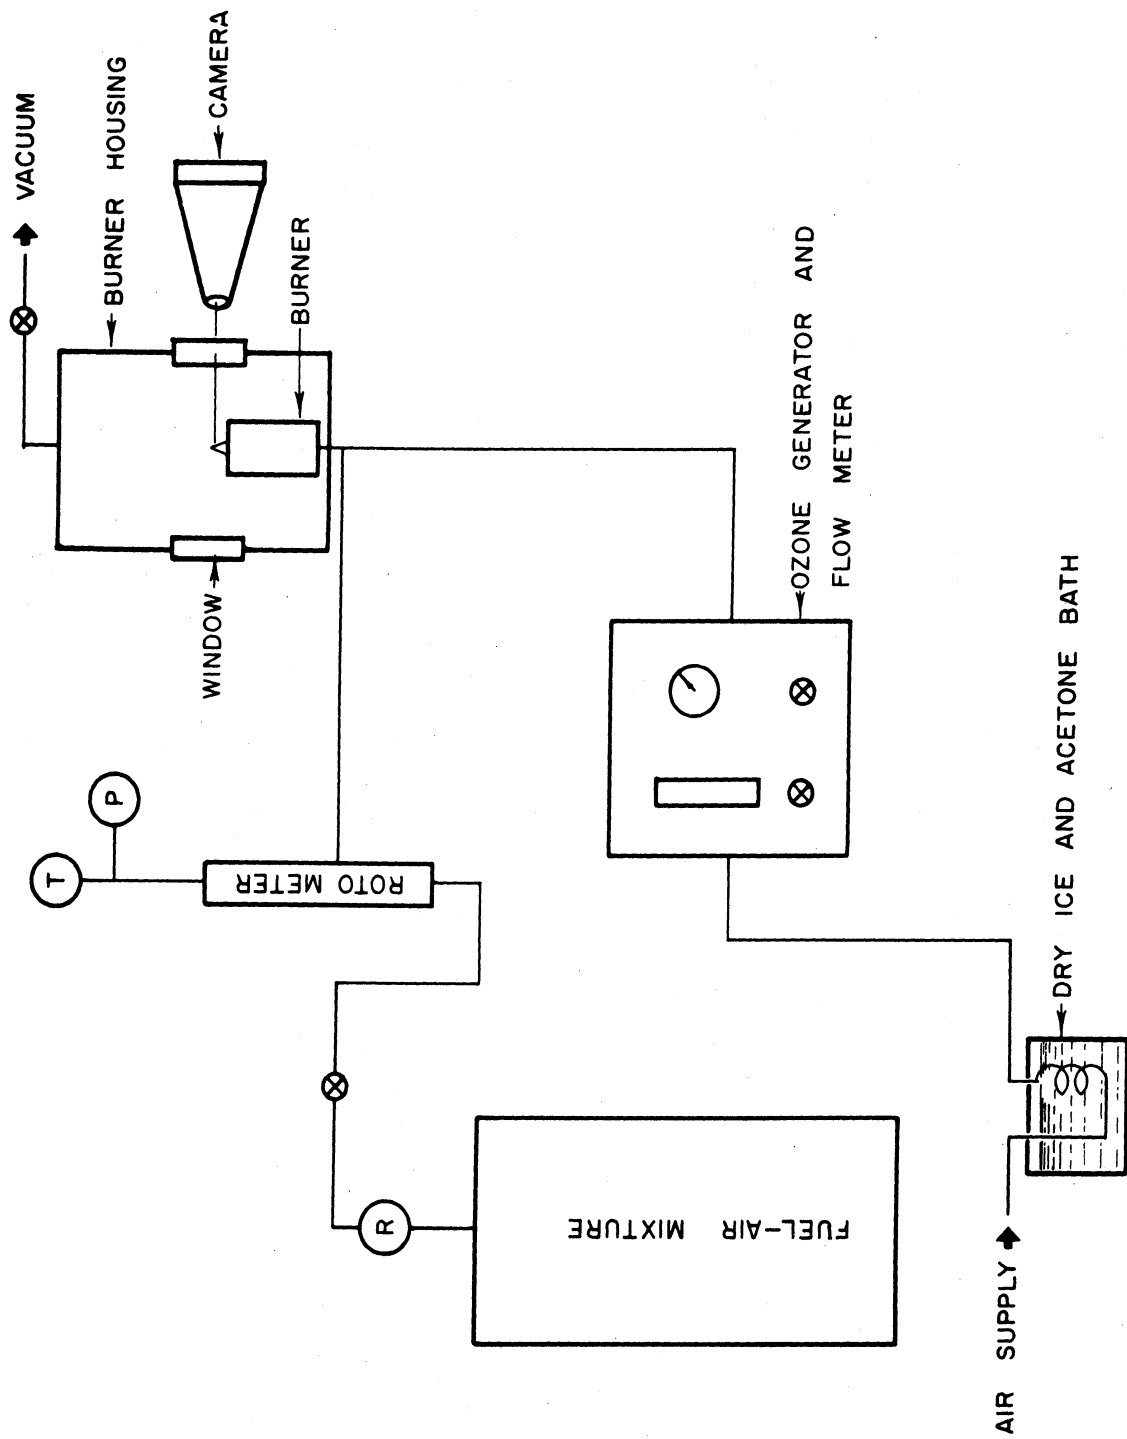 VACUUM
BURNER HOUSING
CAMERA
BURNER
WINDOW
T
P
ROTO METER
R
FUEL-AIR
MIXTURE
OZONE GENERATOR AND
FLOW METER
DRY ICE AND ACETONE BATH
AIR SUPPLY